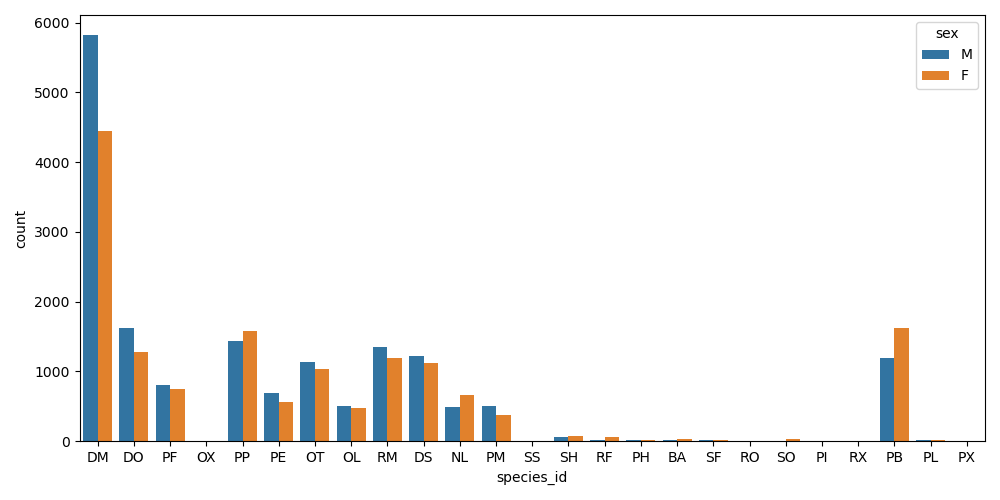 sex
M
F
6000
5000
4000
3000
2000
1000
0
count
DM DO PF OX PP PE OT OL RM DS NL PM SS SH RF PH BA SF RO SO PI RX PB PL PX
species_id